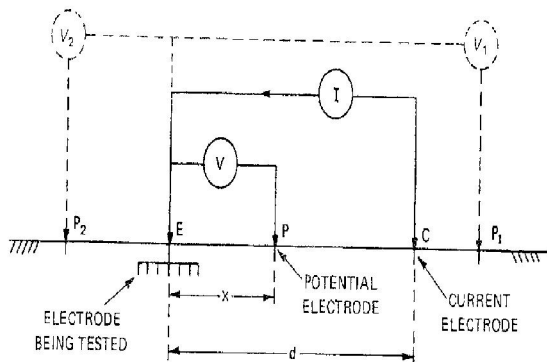 V2
V1
I
V
P2
E
P
C
P1
POTENTIAL
ELECTRODE
CURRENT
ELECTRODE
ELECTRODE
BEING TESTED
x
d